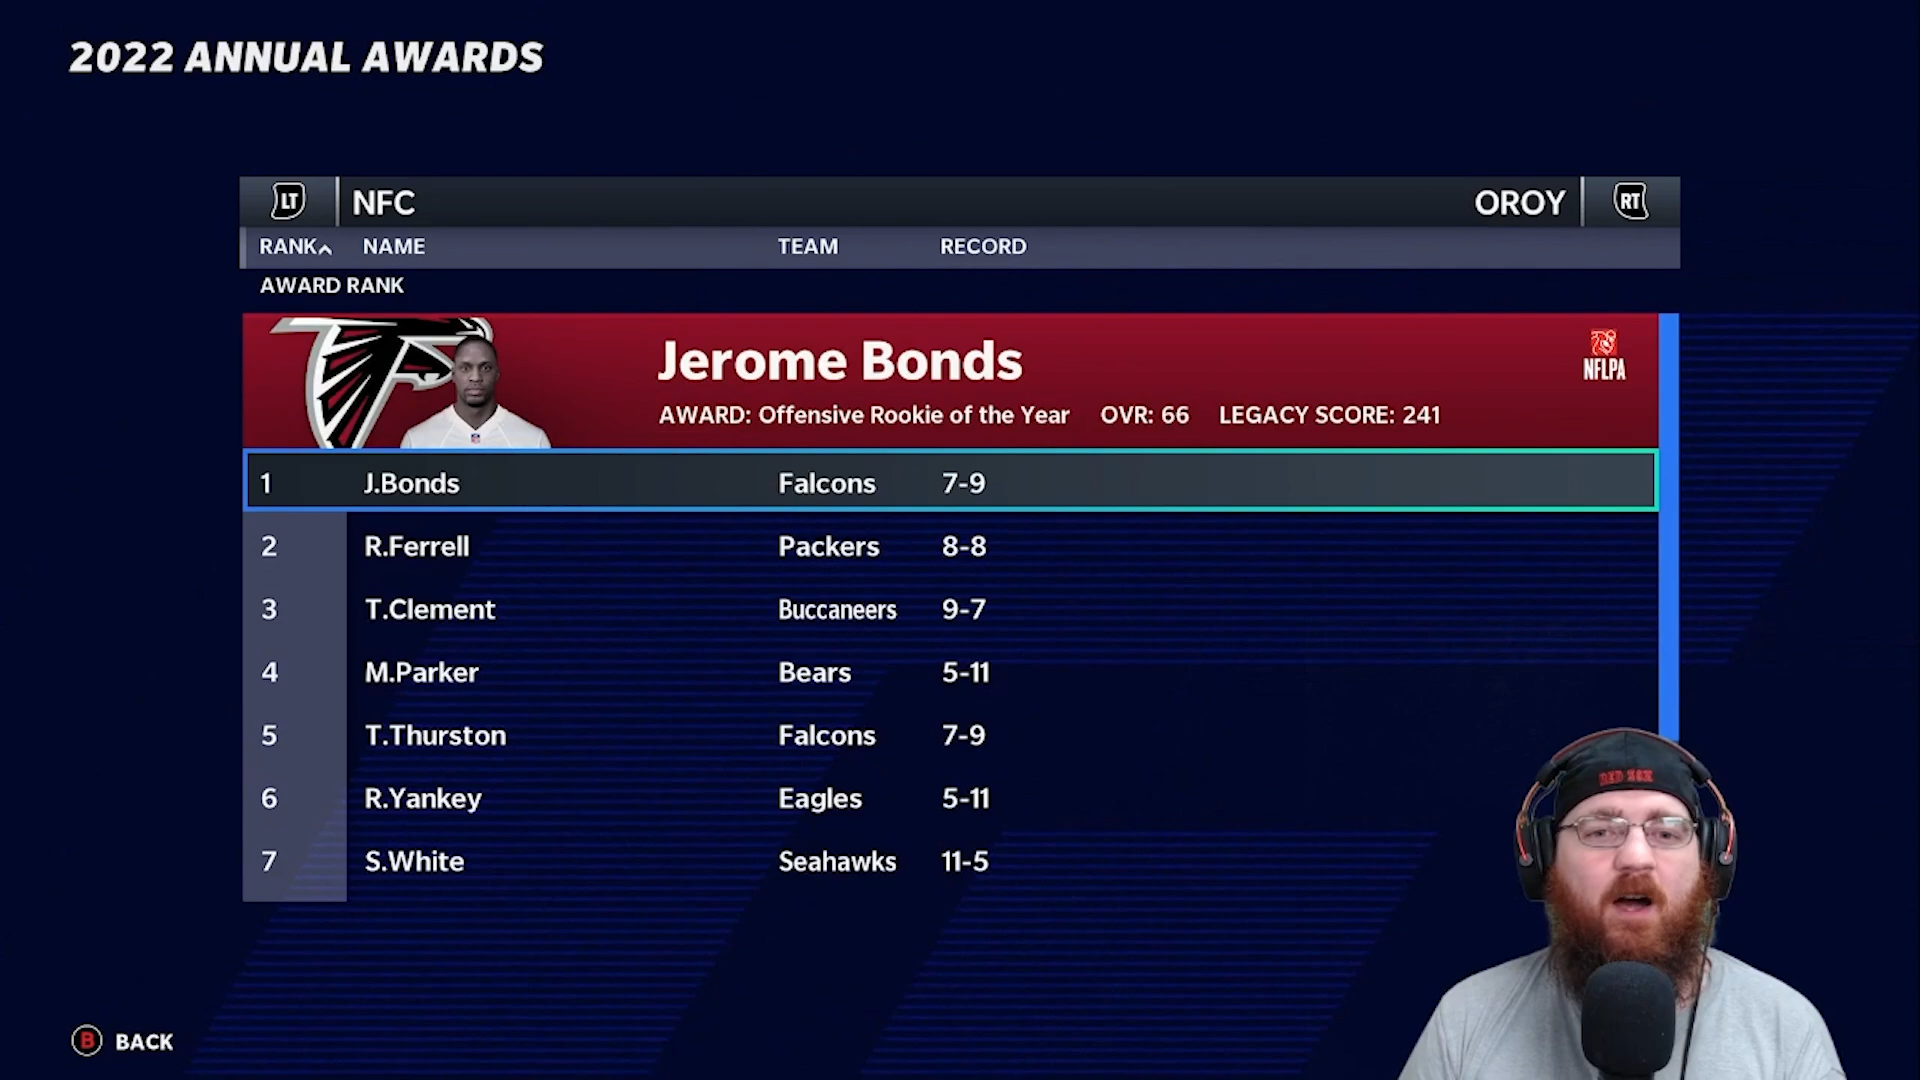 2022 ANNUAL AWARDS
LT NFC OROY RT
RANK NAME TEAM RECORD
AWARD RANK
Jerome Bonds
AWARD: Offensive Rookie of the Year OVR: 66 LEGACY SCORE: 241
NFLPA
1 J.Bonds Falcons 7-9
2 R.Ferrell Packers 8-8
3 T.Clement Buccaneers 9-7
4 M.Parker Bears 5-11
5 T.Thurston Falcons 7-9
6 R.Yankey Eagles 5-11
7 S.White Seahawks 11-5
RED SOX
B BACK